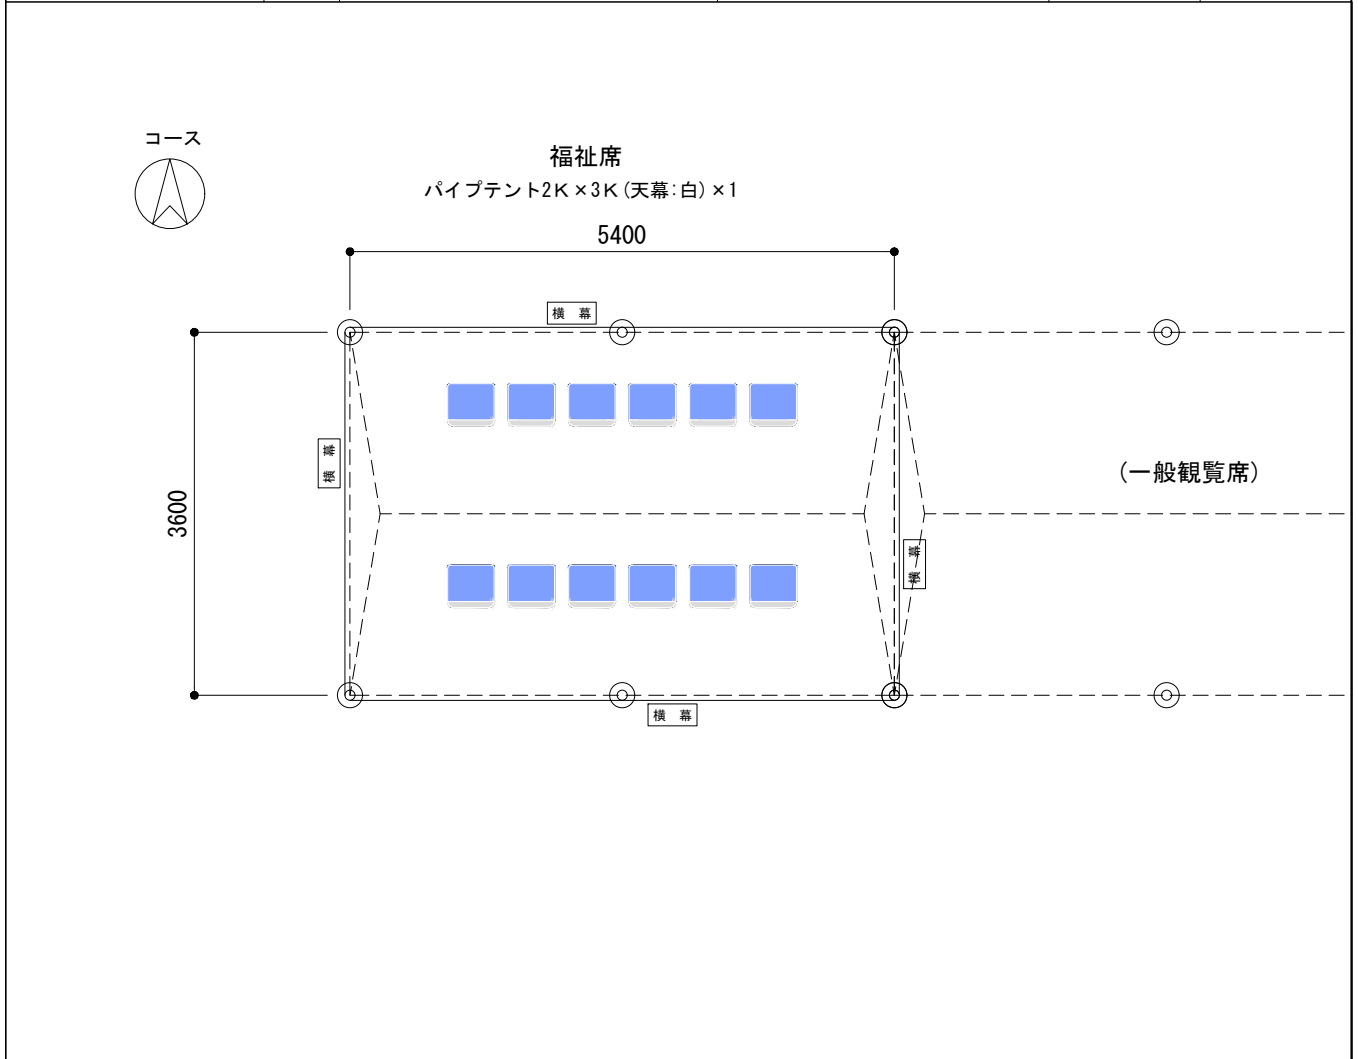 コース
福祉席
パイプテント2K×3K(天幕:白)×1
5400
横 幕
横 幕
(一般観覧席)
3600
横 幕
横 幕